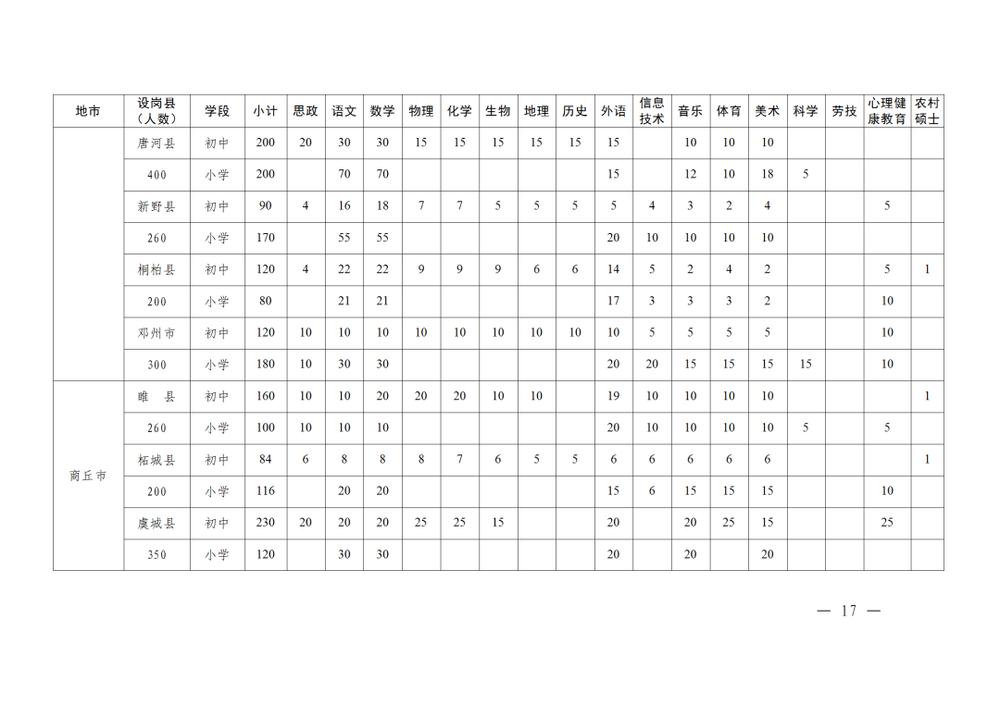 地市 设岗县（人数） 学段 小计 思政 语文 数学 物理 化学 生物 地理 历史 外语 信息技术 音乐 体育 美术 科学 劳技 心理健康教育 农村硕士
唐河县 初中 200 20 30 30 15 15 15 15 15 15 10 10 10
400 小学 200 70 70 15 12 10 18 5
新野县 初中 90 4 16 18 7 7 5 5 5 5 4 3 2 4 5
260 小学 170 55 55 20 10 10 10 10
桐柏县 初中 120 4 22 22 9 9 9 6 6 14 5 2 4 2 5 1
200 小学 80 21 21 17 3 3 3 2 10
邓州市 初中 120 10 10 10 10 10 10 10 10 10 5 5 5 5 10
300 小学 180 10 30 30 20 20 15 15 15 15 10
商丘市
睢 县 初中 160 10 10 20 20 20 10 10 19 10 10 10 10 1
260 小学 100 10 10 10 20 10 10 10 10 5 5
柘城县 初中 84 6 8 8 8 7 6 5 5 6 6 6 6 6 1
200 小学 116 20 20 15 6 15 15 15 10
虞城县 初中 230 20 20 20 25 25 15 20 20 25 15 25
350 小学 120 30 30 20 20 20
— 17 —